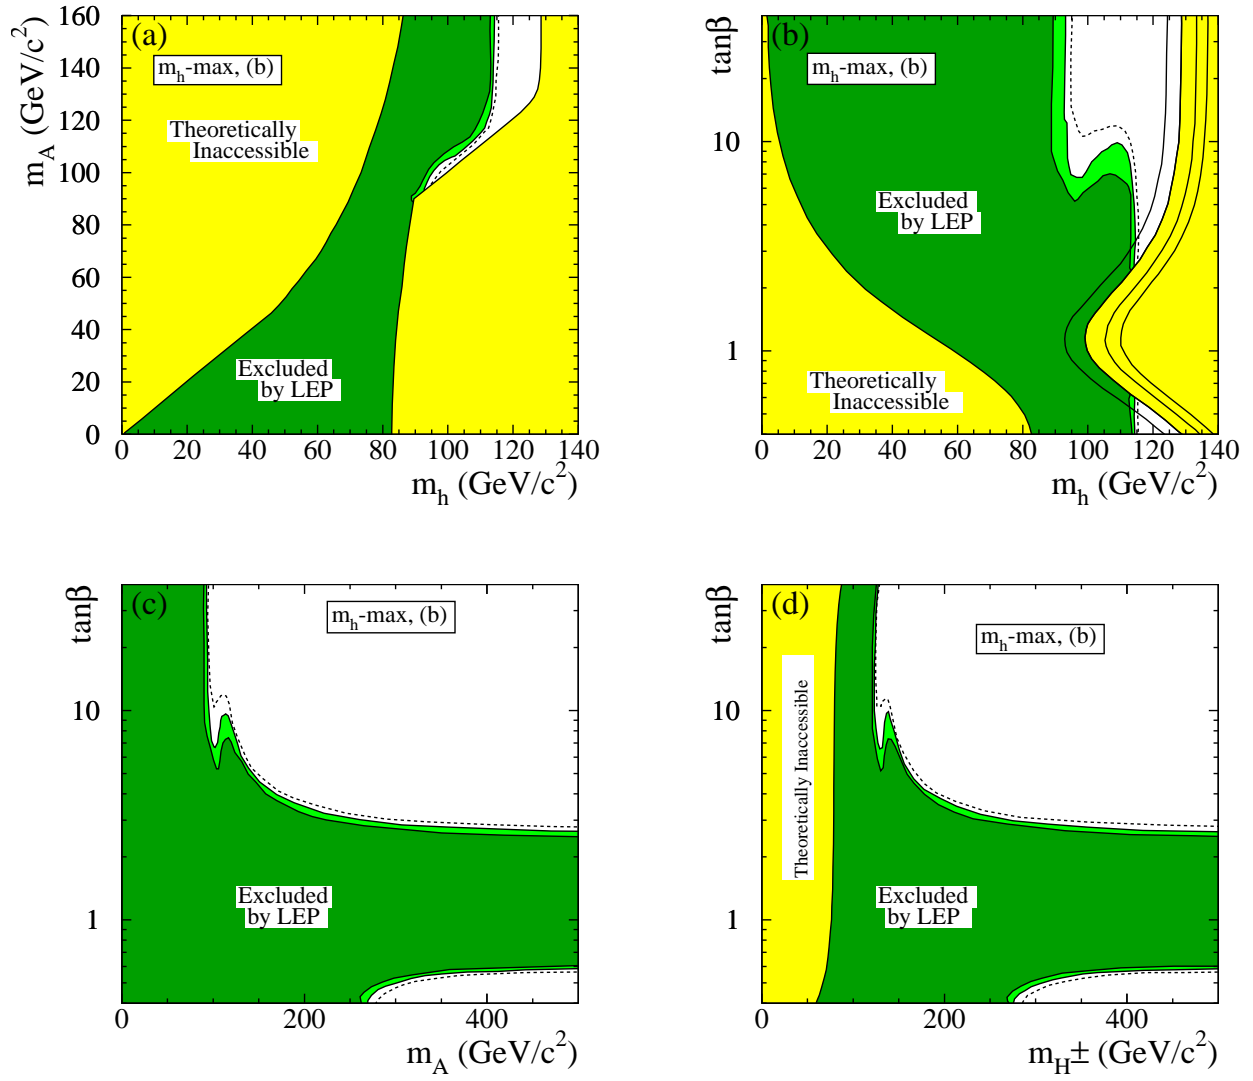 (a)
m_A (GeV/c^2)
160
140
120
100
80
60
40
20
0
m_h-max, (b)
Theoretically
Inaccessible
Excluded
by LEP
0 20 40 60 80 100 120 140
m_h (GeV/c^2)
(b)
tanβ
10
1
m_h-max, (b)
Excluded
by LEP
Theoretically
Inaccessible
0 20 40 60 80 100 120 140
m_h (GeV/c^2)
(c)
tanβ
10
1
m_h-max, (b)
Excluded
by LEP
0 200 400
m_A (GeV/c^2)
(d)
tanβ
10
1
m_h-max, (b)
Theoretically Inaccessible
Excluded
by LEP
0 200 400
m_H± (GeV/c^2)